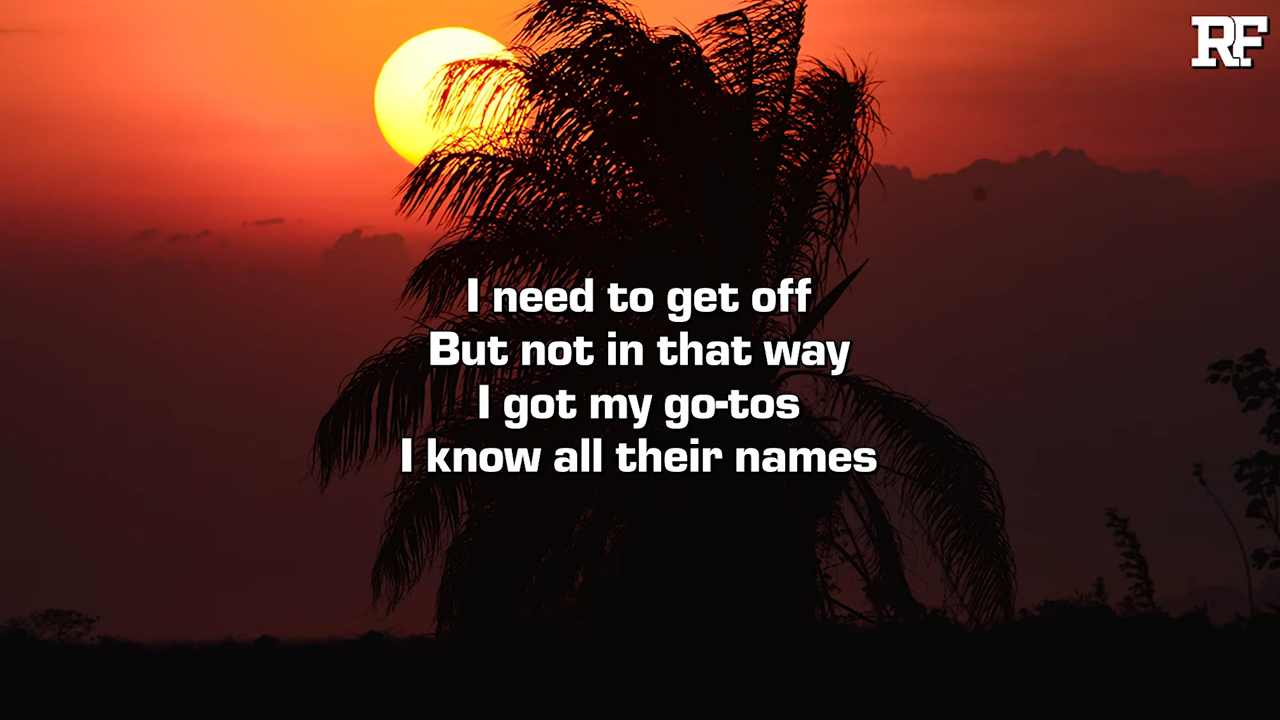 RF
I need to get off
But not in that way
I got my go-tos
I know all their names